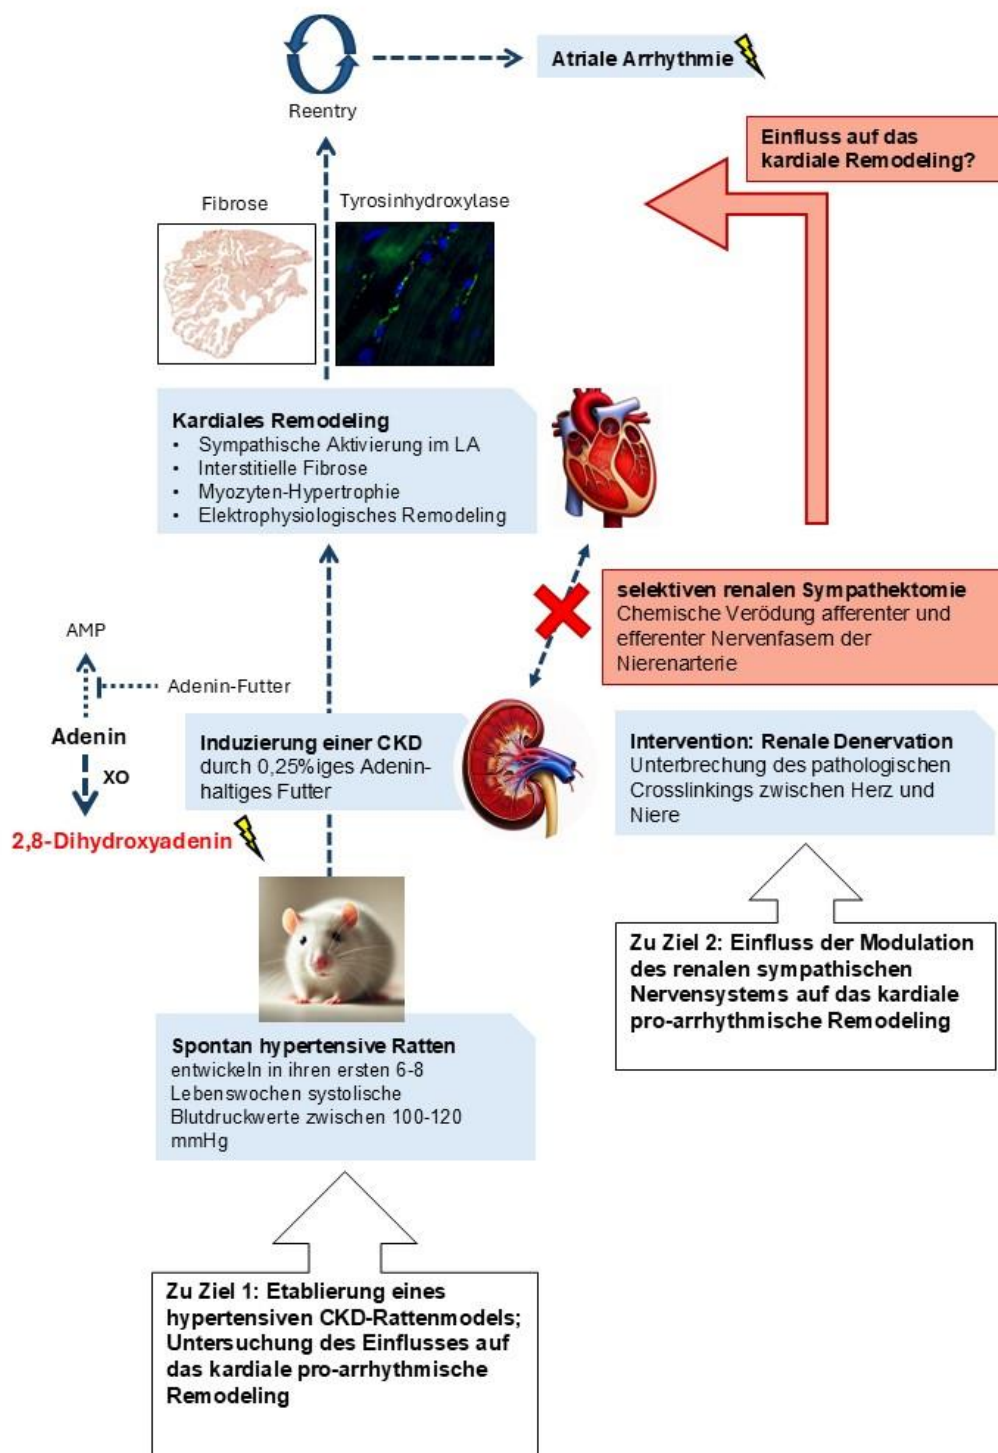 Reentry
Atriale Arrhythmie
Einfluss auf das
kardiale Remodeling?
Fibrose
Tyrosinhydroxylase
Kardiales Remodeling
• Sympathische Aktivierung im LA
• Interstitielle Fibrose
• Myozyten-Hypertrophie
• Elektrophysiologisches Remodeling
selektiven renalen Sympathektomie
Chemische Verödung afferenter und
efferenter Nervenfasern der
Nierenarterie
AMP
Adenin-Futter
Adenin
XO
2,8-Dihydroxyadenin
Induzierung einer CKD
durch 0,25%iges Adenin-
haltiges Futter
Intervention: Renale Denervation
Unterbrechung des pathologischen
Crosslinkings zwischen Herz und
Niere
Zu Ziel 2: Einfluss der Modulation
des renalen sympathischen
Nervensystems auf das kardiale
pro-arrhythmische Remodeling
Spontan hypertensive Ratten
entwickeln in ihren ersten 6-8
Lebenswochen systolische
Blutdruckwerte zwischen 100-120
mmHg
Zu Ziel 1: Etablierung eines
hypertensiven CKD-Rattenmodels;
Untersuchung des Einflusses auf
das kardiale pro-arrhythmische
Remodeling